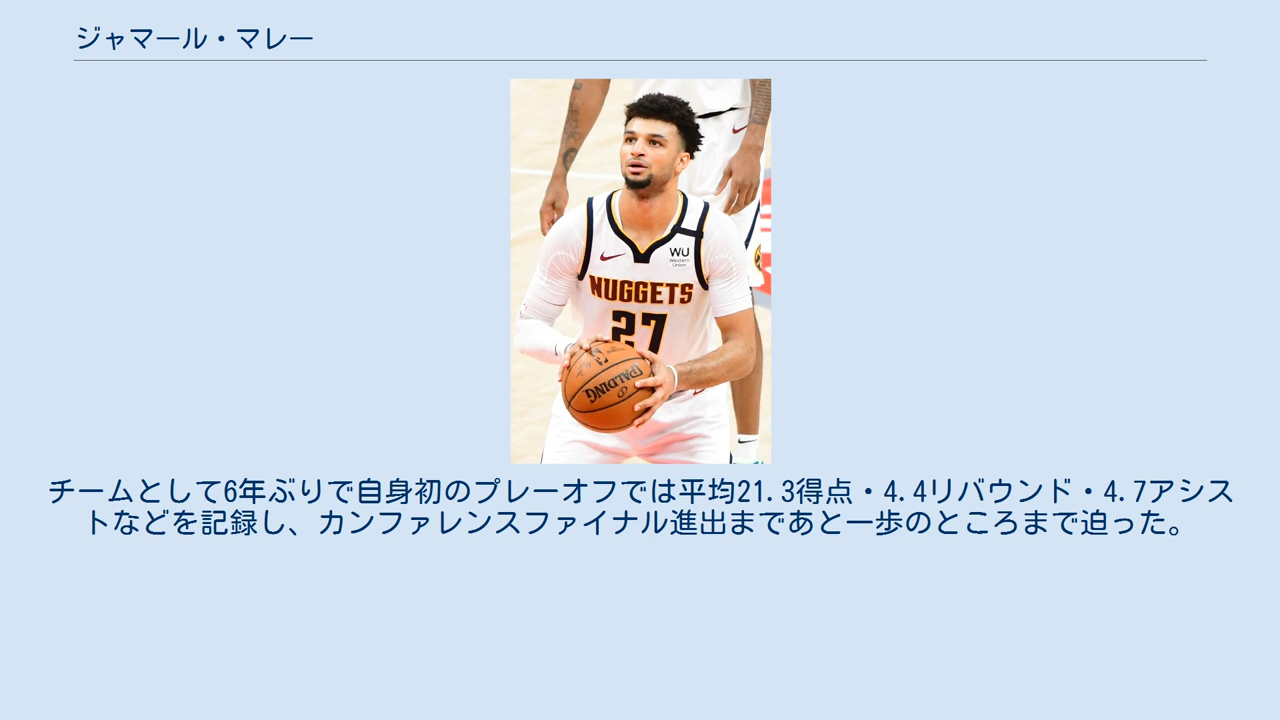 ジャマール・マレー
WU
Western
Union
NUGGETS
27
SPALDING
チームとして6年ぶりで自身初のプレーオフでは平均21.3得点・4.4リバウンド・4.7アシス
トなどを記録し、カンファレンスファイナル進出まであと一歩のところまで迫った。